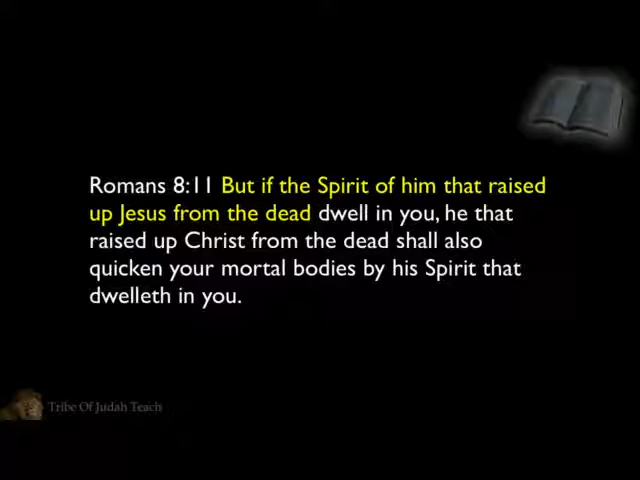 Romans 8:11 But if the Spirit of him that raised
up Jesus from the dead dwell in you, he that
raised up Christ from the dead shall also
quicken your mortal bodies by his Spirit that
dwelleth in you.
Tribe Of Judah Teach